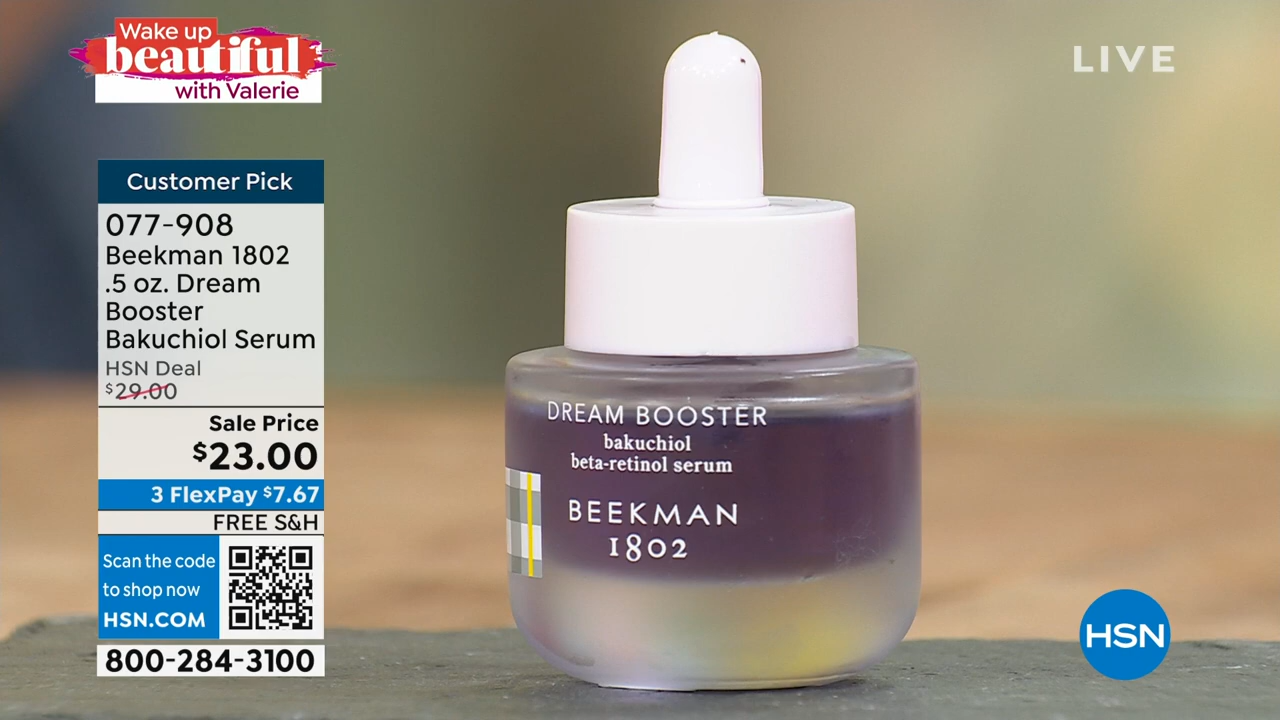 Wake up
beautiful
with Valerie
LIVE
Customer Pick
077-908
Beekman 1802
.5 oz. Dream
Booster
Bakuchiol Serum
HSN Deal
$29.00
Sale Price
$23.00
3 FlexPay $7.67
FREE S&H
Scan the code
to shop now
HSN.COM
800-284-3100
DREAM BOOSTER
bakuchiol
beta-retinol serum
BEEKMAN
1802
HSN